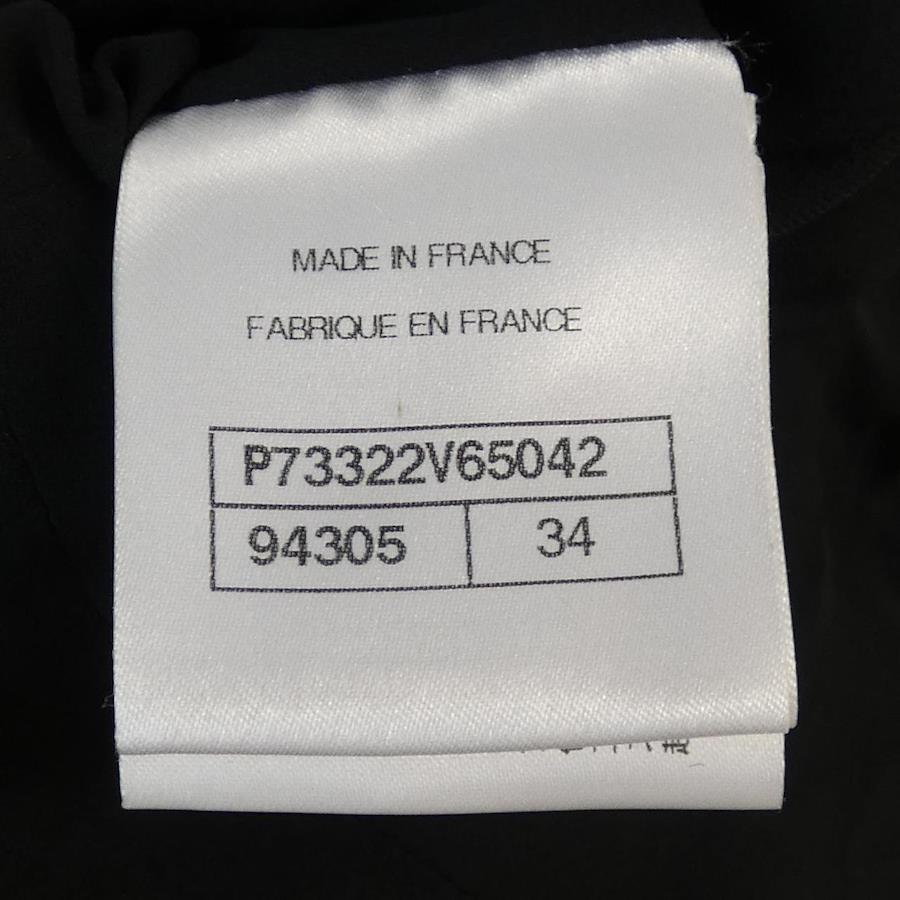 MADE IN FRANCE
FABRIQUE EN FRANCE
P73322V65042
94305 34